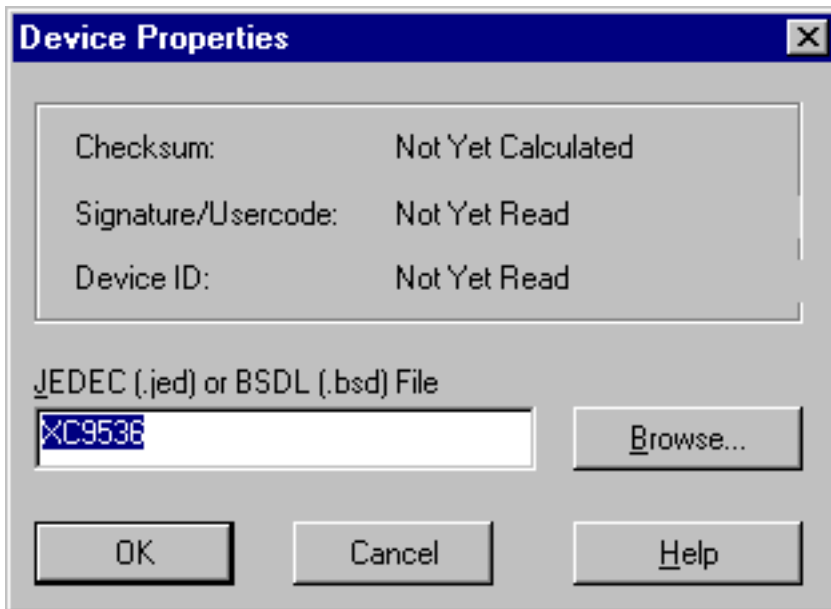 Device Properties
Checksum: Not Yet Calculated
Signature/Usercode: Not Yet Read
Device ID: Not Yet Read
JEDEC (.jed) or BSDL (.bsd) File
XC9536
Browse...
OK Cancel Help